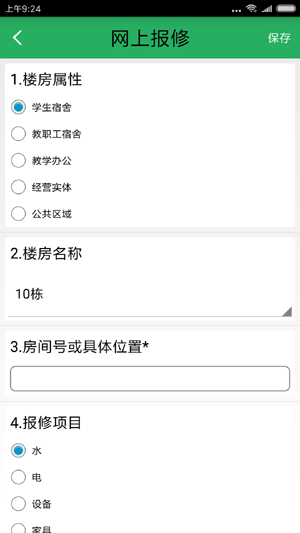 上午9:24
网上报修
保存
1.楼房属性
学生宿舍
教职工宿舍
教学办公
经营实体
公共区域
2.楼房名称
10栋
3.房间号或具体位置*
4.报修项目
水
电
设备
家具